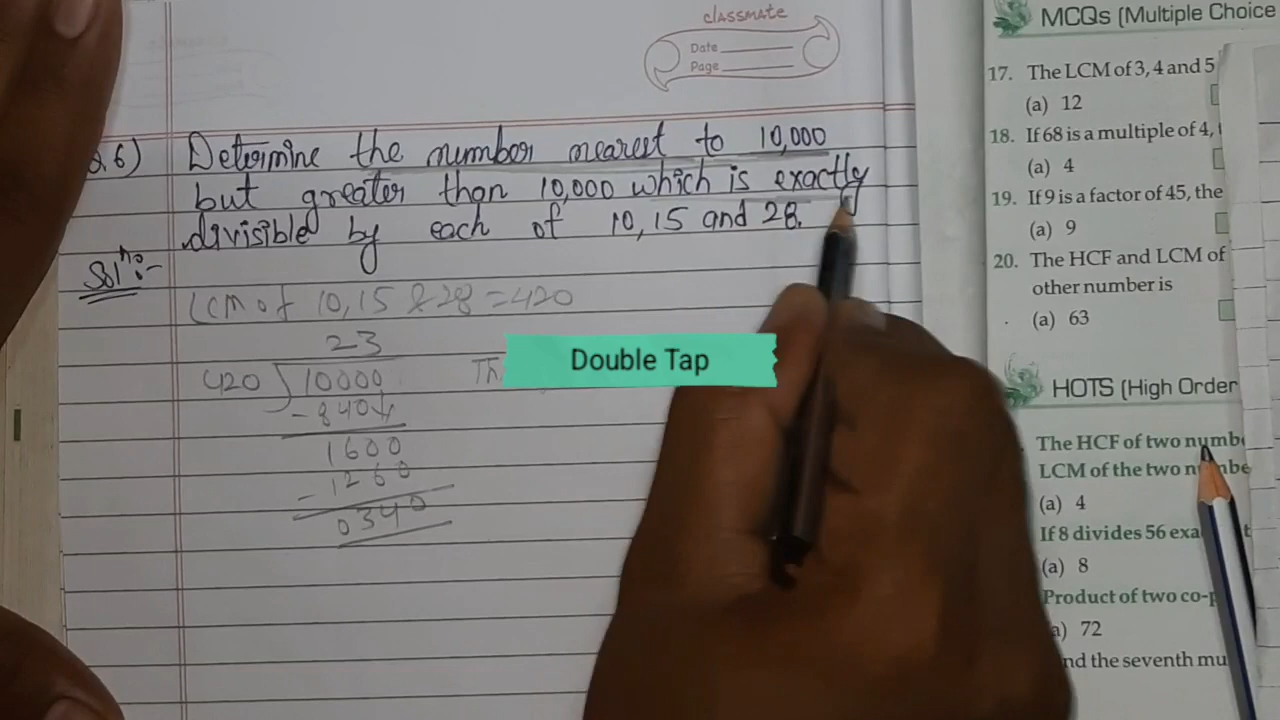 classmate
Date
Page
Q.6) Determine the number nearest to 10,000
but greater than 10,000 which is exactly
divisible by each of 10, 15 and 28.
Soln:-
LCM of 10, 15 & 28 = 420
23
420 ) 10000
Th
- 840
1600
- 1260
0340
Double Tap
MCQs (Multiple Choice
17. The LCM of 3, 4 and 5
(a) 12
18. If 68 is a multiple of 4,
(a) 4
19. If 9 is a factor of 45, the
(a) 9
20. The HCF and LCM of
other number is
(a) 63
HOTS (High Order
The HCF of two numbe
LCM of the two numbe
(a) 4
If 8 divides 56 exa
(a) 8
Product of two co-p
a) 72
nd the seventh mu